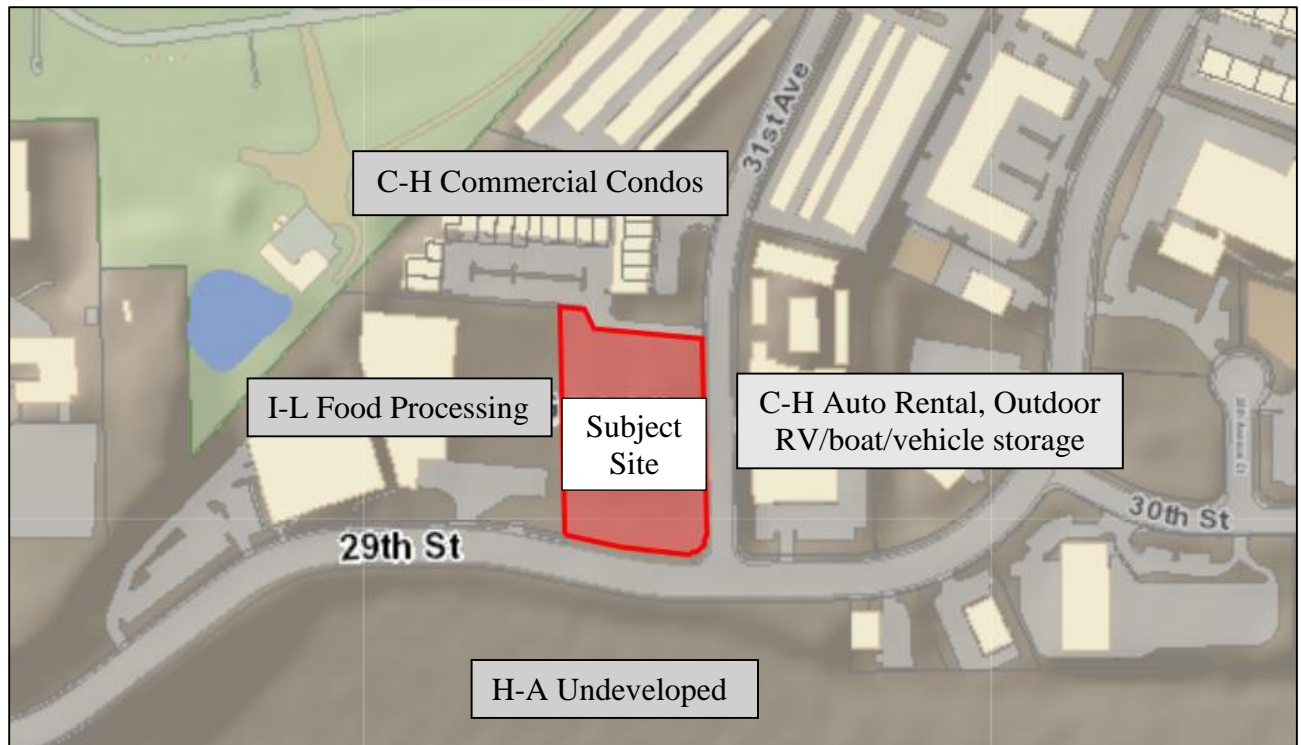 31st Ave
C-H Commercial Condos
I-L Food Processing
Subject
Site
C-H Auto Rental, Outdoor
RV/boat/vehicle storage
29th St
30th St
H-A Undeveloped